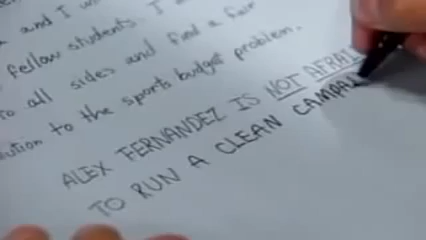 and I
fellow students. I
to all sides and find a fair
to the sports budget problem.
ALEX FERNANDEZ IS NOT AFRAI
TO RUN A CLEAN CAMPA